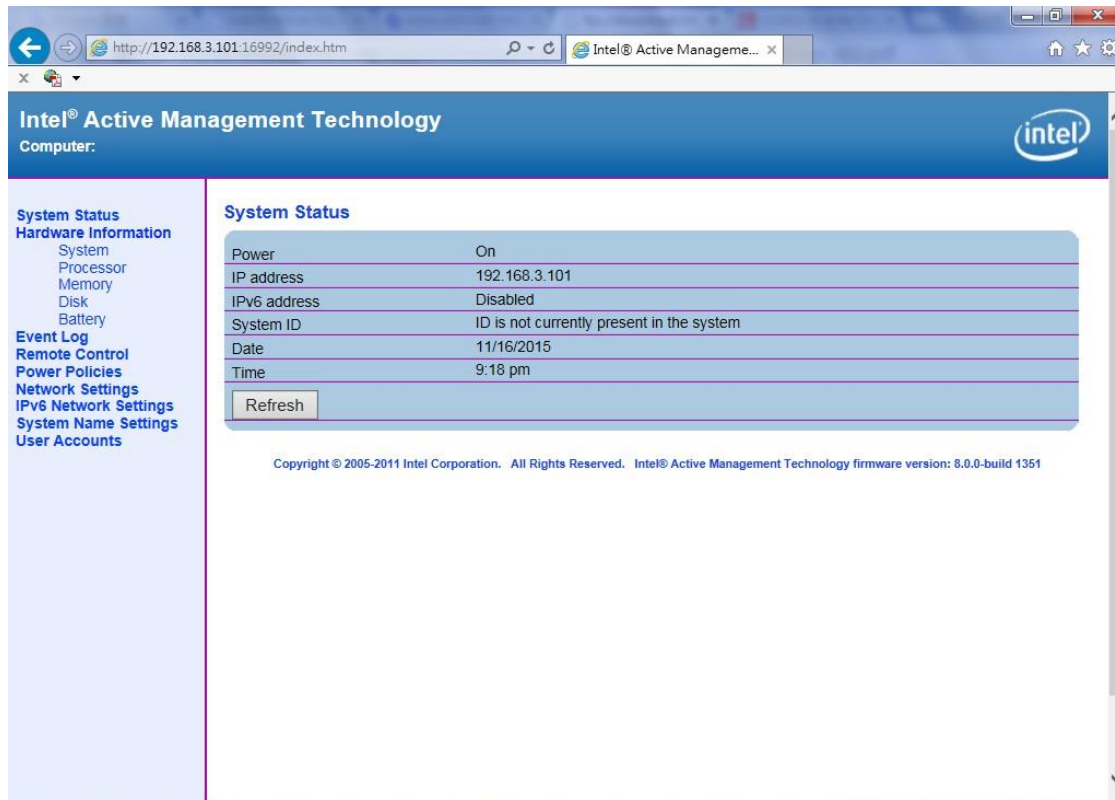 http://192.168.3.101:16992/index.htm
Intel® Active Manageme...
Intel® Active Management Technology
Computer:
intel
System Status
Hardware Information
System
Processor
Memory
Disk
Battery
Event Log
Remote Control
Power Policies
Network Settings
IPv6 Network Settings
System Name Settings
User Accounts
System Status
Power On
IP address 192.168.3.101
IPv6 address Disabled
System ID ID is not currently present in the system
Date 11/16/2015
Time 9:18 pm
Refresh
Copyright © 2005-2011 Intel Corporation. All Rights Reserved. Intel® Active Management Technology firmware version: 8.0.0-build 1351